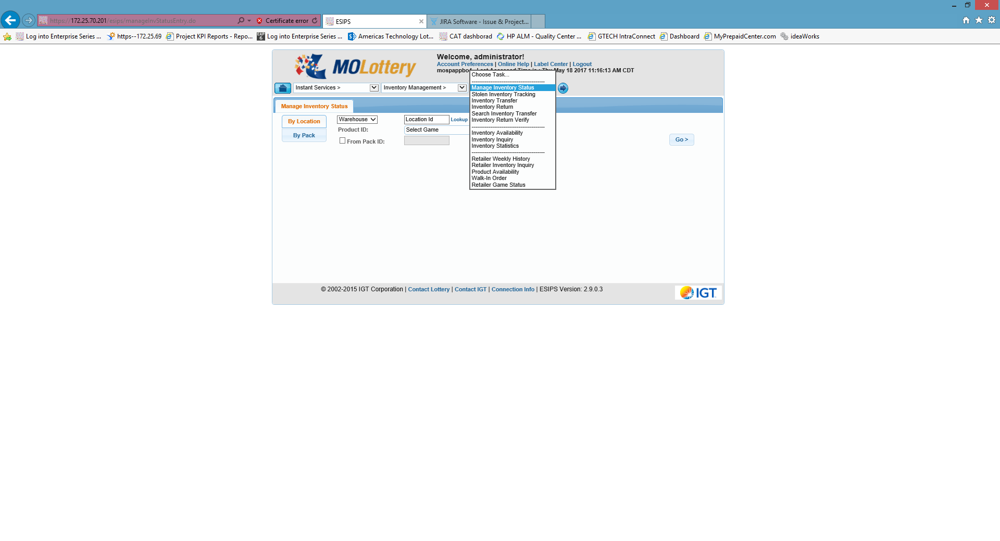 https://172.25.70.201/esips/manageInvStatusEntry.do
Certificate error
ESIPS
JIRA Software - Issue & Project...
Log into Enterprise Series ...
https--172.25.69
Project KPI Reports - Repo...
EAP 6
Log into Enterprise Series ...
Americas Technology Lot...
CAT dashborad
HP ALM - Quality Center ...
GTECH IntraConnect
Dashboard
MyPrepaidCenter.com
ideaWorks
MOLottery
Welcome, administrator!
Account Preferences | Online Help | Label Center | Logout
May 18 2017 11:16:13 AM CDT
Instant Services >
Inventory Management >
Choose Task...
---------------------------------------
Manage Inventory Status
Stolen Inventory Tracking
Inventory Transfer
Inventory Return
Search Inventory Transfer
Inventory Return Verify
---------------------------------------
Inventory Availability
Inventory Inquiry
Inventory Statistics
---------------------------------------
Retailer Weekly History
Retailer Inventory Inquiry
Product Availability
Walk-In Order
Retailer Game Status
Manage Inventory Status
By Location
By Pack
Warehouse
Location Id
Lookup
Product ID:
Select Game
From Pack ID:
Go >
© 2002-2015 IGT Corporation | Contact Lottery | Contact IGT | Connection Info | ESIPS Version: 2.9.0.3
IGT